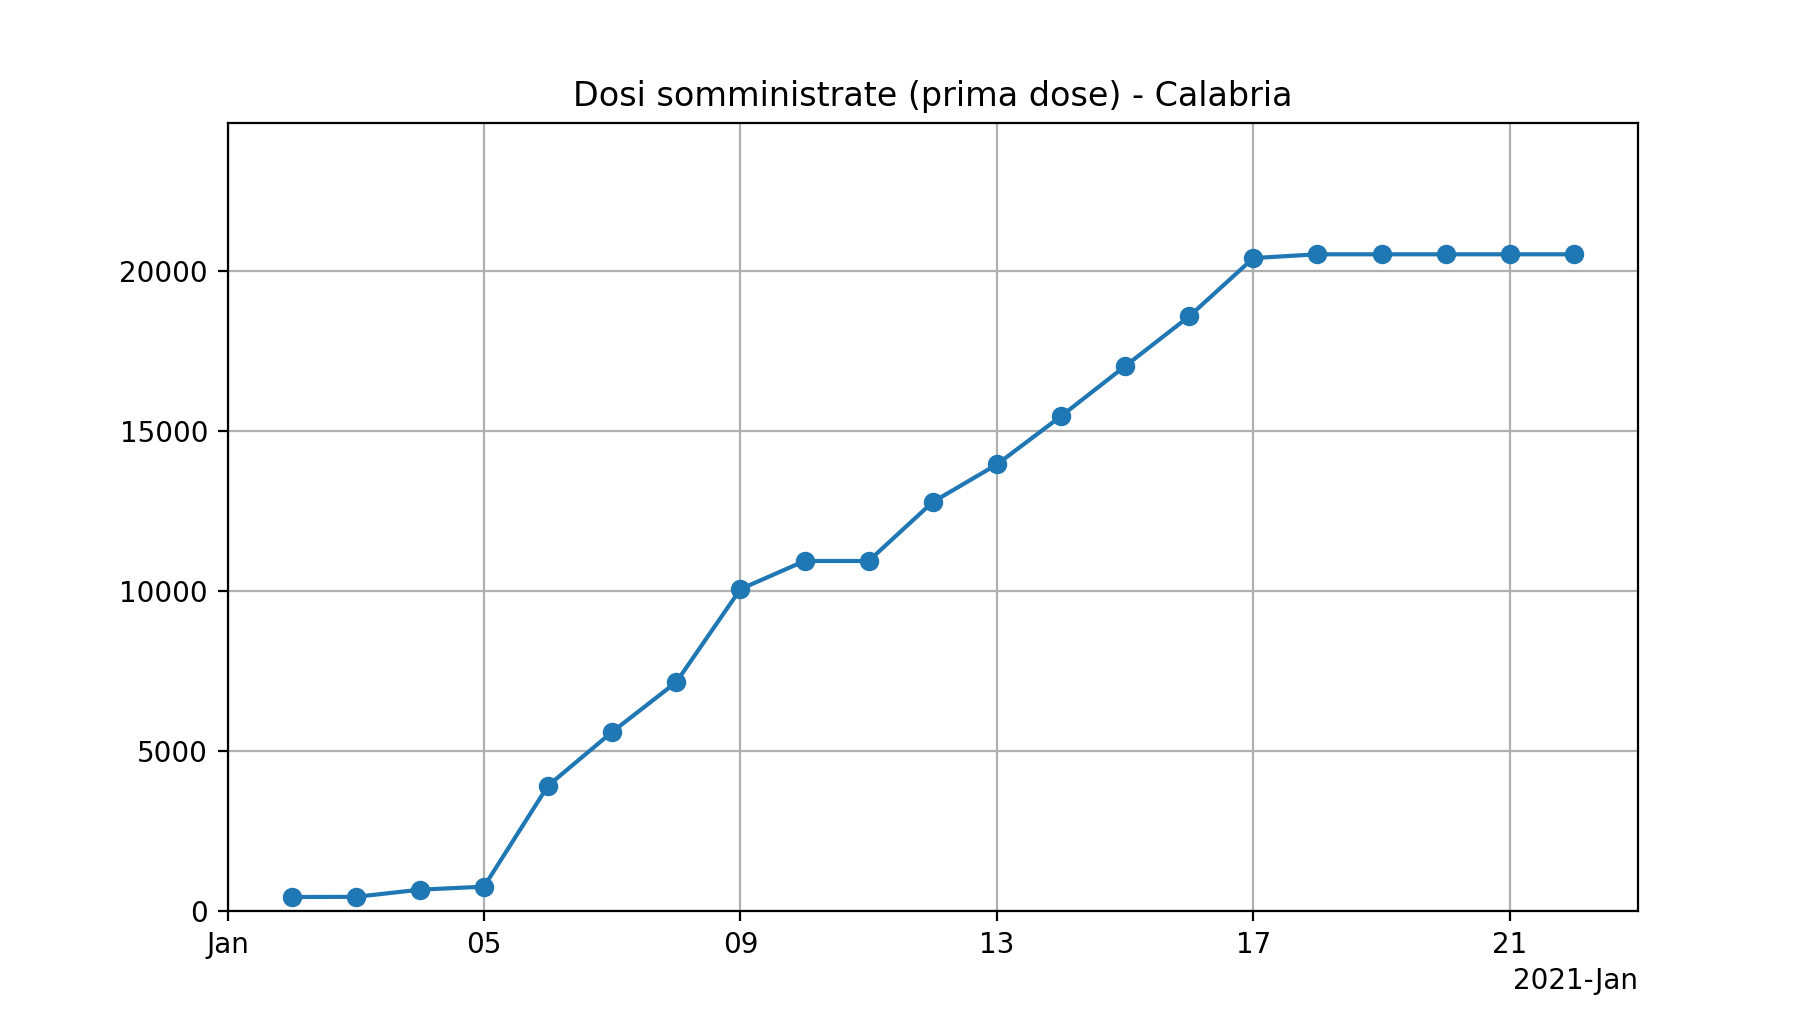 Dosi somministrate (prima dose) - Calabria
20000
15000
10000
5000
0
Jan 05 09 13 17 21
2021-Jan